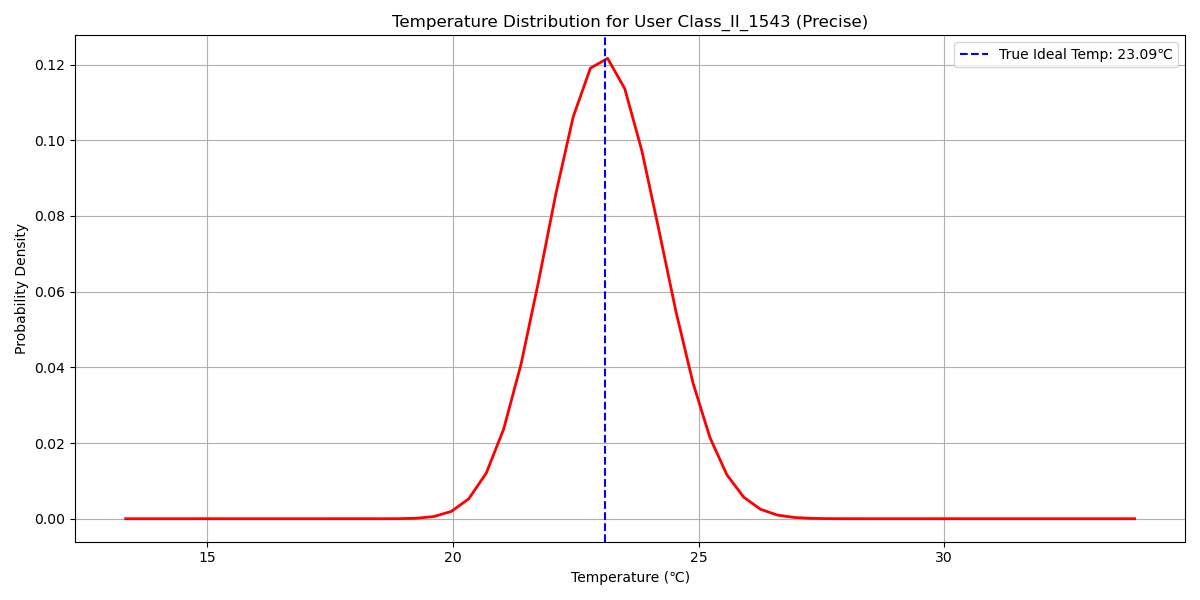 Temperature Distribution for User Class_II_1543 (Precise)
True Ideal Temp: 23.09℃
Probability Density
0.12
0.10
0.08
0.06
0.04
0.02
0.00
15
20
25
30
Temperature (℃)